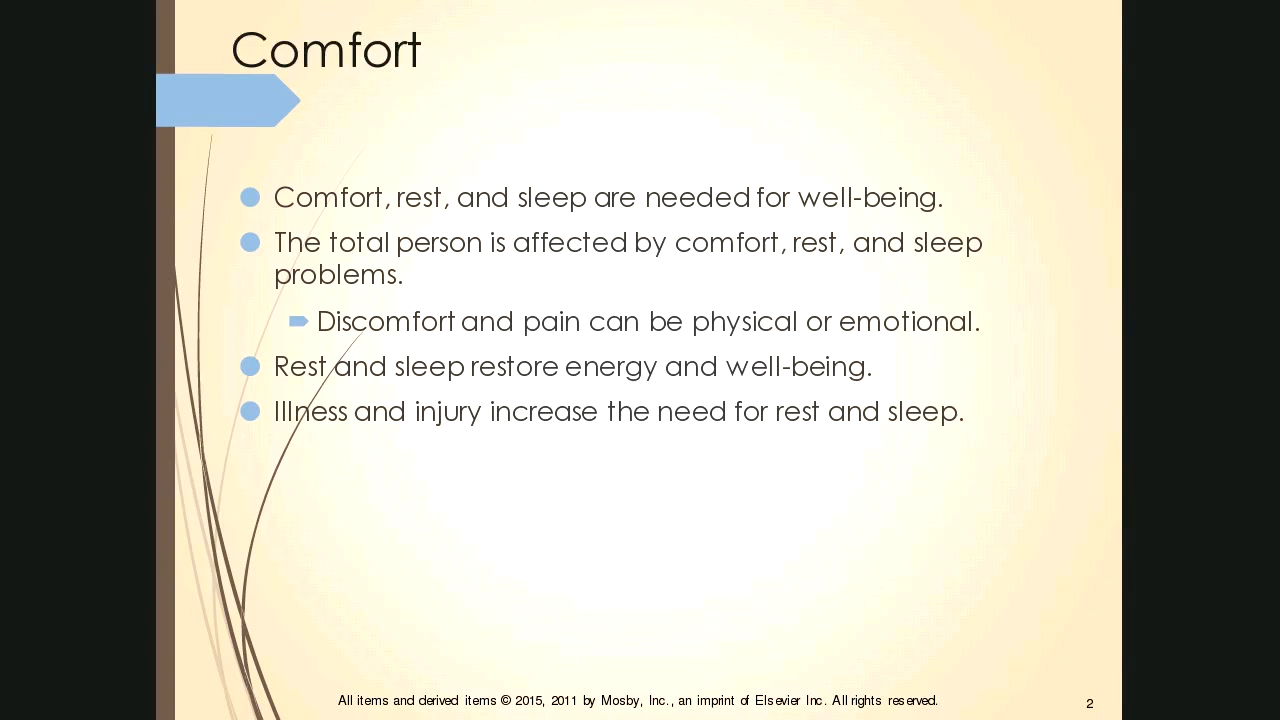 Comfort
Comfort, rest, and sleep are needed for well-being.
The total person is affected by comfort, rest, and sleep
problems.
Discomfort and pain can be physical or emotional.
Rest and sleep restore energy and well-being.
Illness and injury increase the need for rest and sleep.
All items and derived items © 2015, 2011 by Mosby, Inc., an imprint of Elsevier Inc. All rights reserved.
2